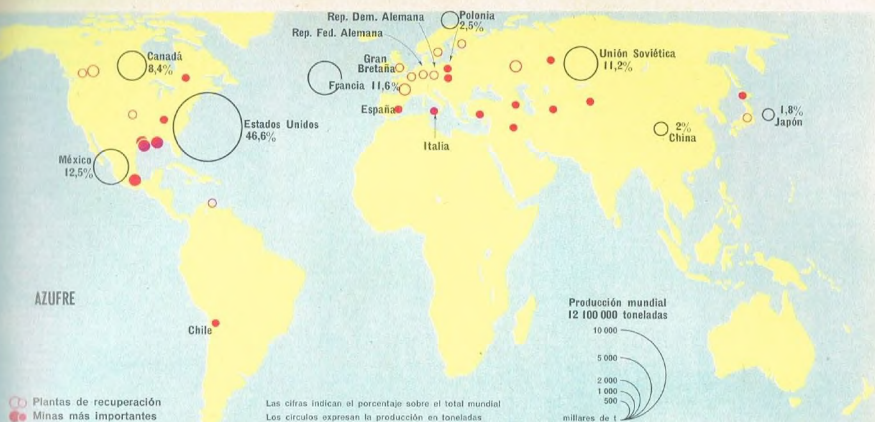 Rep. Dem. Alemana
Polonia
2,5%
Rep. Fed. Alemana
Canadá
8,4%
Gran
Bretaña
Unión Soviética
11,2%
Francia 11,6%
España
Estados Unidos
46,6%
1,8%
Japón
2%
China
Italia
México
12,5%
AZUFRE
Chile
Producción mundial
12 100 000 toneladas
10 000
5 000
2 000
1 000
500
millares de t
Plantas de recuperación
Minas más importantes
Las cifras indican el porcentaje sobre el total mundial
Los círculos expresan la producción en toneladas